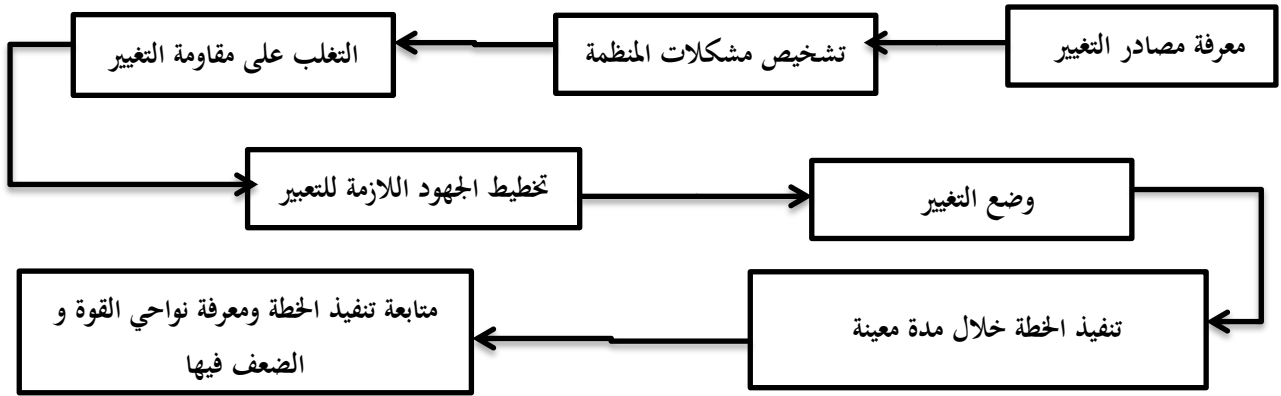 معرفة مصادر التغيير
تشخيص مشكلات المنظمة
التغلب على مقاومة التغيير
تخطيط الجهود اللازمة للتعبير
وضع التغيير
تنفيذ الخطة خلال مدة معينة
متابعة تنفيذ الخطة ومعرفة نواحي القوة و
الضعف فيها